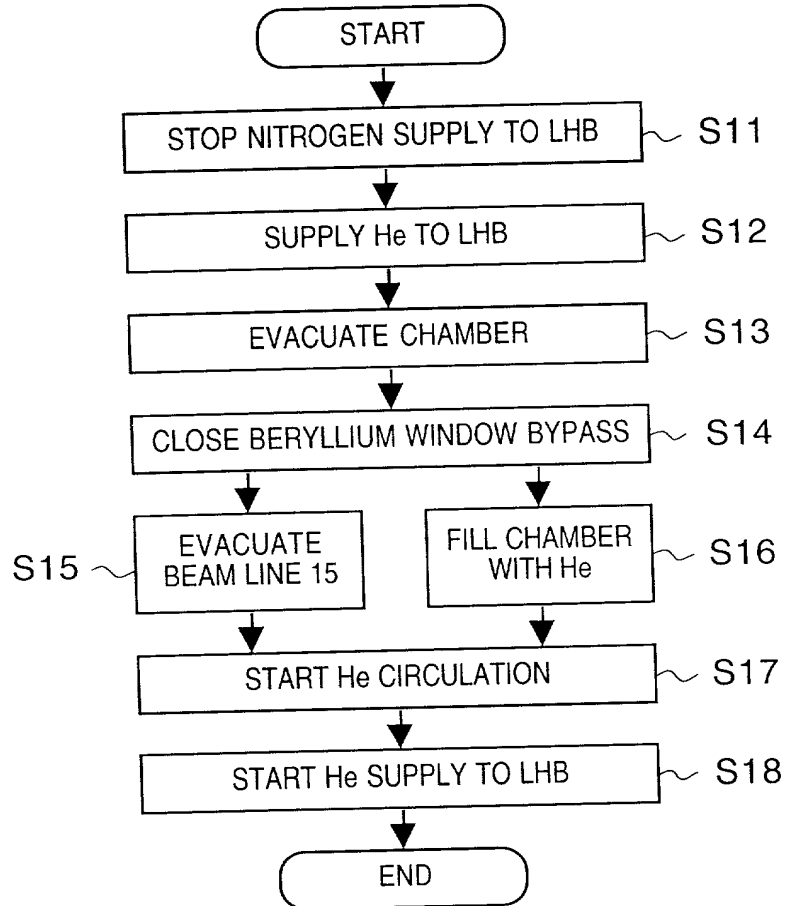 START
STOP NITROGEN SUPPLY TO LHB
S11
SUPPLY He TO LHB
S12
EVACUATE CHAMBER
S13
CLOSE BERYLLIUM WINDOW BYPASS
S14
S15
EVACUATE
BEAM LINE 15
FILL CHAMBER
WITH He
S16
START He CIRCULATION
S17
START He SUPPLY TO LHB
S18
END